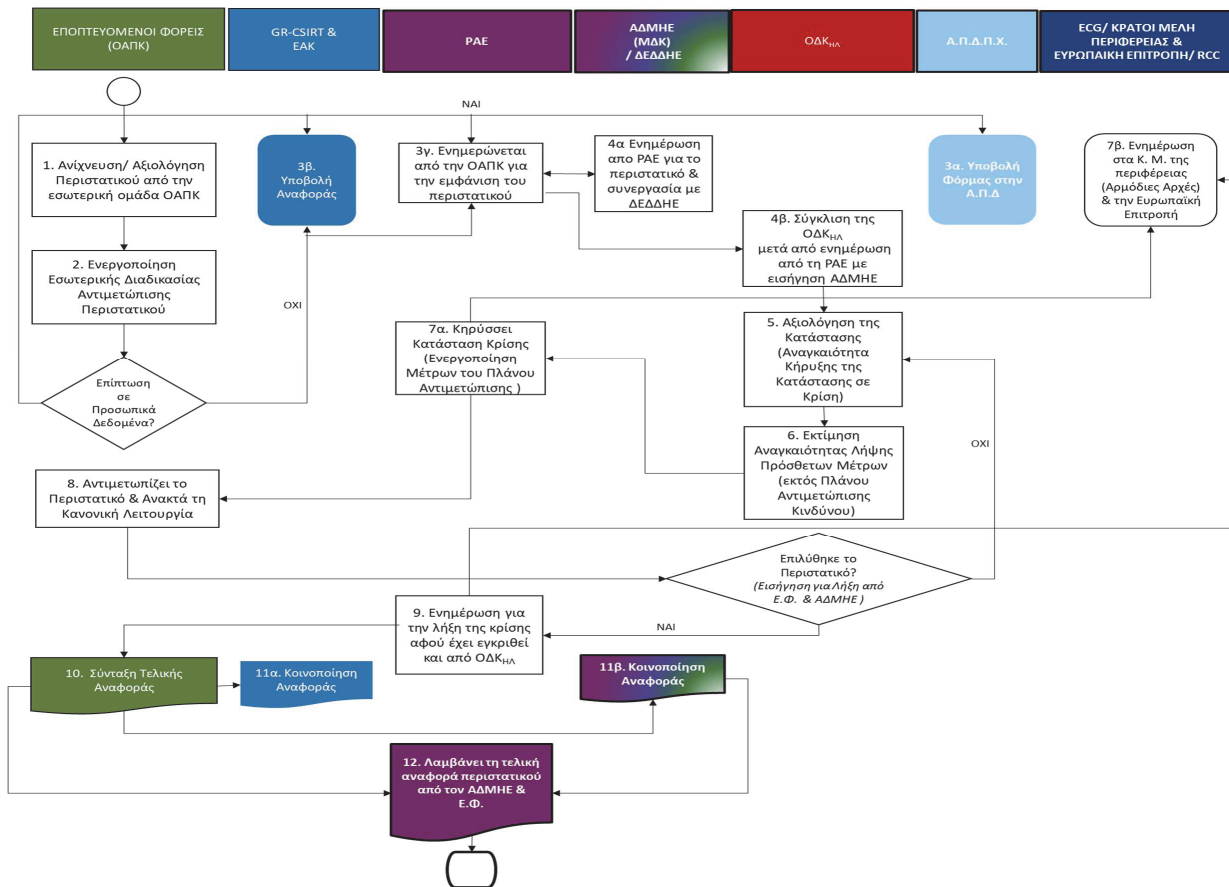 ΕΠΟΠΤΕΥΟΜΕΝΟΙ ΦΟΡΕΙΣ
(ΟΑΠΚ)
GR-CSIRT &
ΕΑΚ
ΡΑΕ
ΑΔΜΗΕ
(ΜΔΚ)
/ ΔΕΔΔΗΕ
ΟΔΚΗΛ
Α.Π.Δ.Π.Χ.
ECG/ ΚΡΑΤΟΙ ΜΕΛΗ
ΠΕΡΙΦΕΡΕΙΑΣ &
ΕΥΡΩΠΑΙΚΗ ΕΠΙΤΡΟΠΗ/ RCC
ΝΑΙ
1. Ανίχνευση/ Αξιολόγηση
Περιστατικού από την
εσωτερική ομάδα ΟΑΠΚ
3β.
Υποβολή
Αναφοράς
3γ. Ενημερώνεται
από την ΟΑΠΚ για
την εμφάνιση του
περιστατικού
4α Ενημέρωση
απο ΡΑΕ για το
περιστατικό &
συνεργασία με
ΔΕΔΔΗΕ
3α. Υποβολή
Φόρμας στην
Α.Π.Δ
7β. Ενημέρωση
στα Κ. Μ. της
περιφέρειας
(Αρμόδιες Αρχές)
& την Ευρωπαϊκή
Επιτροπή
4β. Σύγκλιση της
ΟΔΚΗΛ
μετά από ενημέρωση
από τη ΡΑΕ με
εισήγηση ΑΔΜΗΕ
2. Ενεργοποίηση
Εσωτερικής Διαδικασίας
Αντιμετώπισης
Περιστατικού
ΟΧΙ
7α. Κηρύσσει
Κατάσταση Κρίσης
(Ενεργοποίηση
Μέτρων του Πλάνου
Αντιμετώπισης )
5. Αξιολόγηση της
Κατάστασης
(Αναγκαιότητα
Κήρυξης της
Κατάστασης σε
Κρίση)
Επίπτωση
σε
Προσωπικά
Δεδομένα?
ΟΧΙ
6. Εκτίμηση
Αναγκαιότητας Λήψης
Πρόσθετων Μέτρων
(εκτός Πλάνου
Αντιμετώπισης
Κινδύνου)
8. Αντιμετωπίζει το
Περιστατικό & Ανακτά τη
Κανονική Λειτουργία
Επιλύθηκε το
Περιστατικό?
(Εισήγηση για Λήξη από
Ε.Φ. & ΑΔΜΗΕ )
9. Ενημέρωση για
την λήξη της κρίσης
αφού έχει εγκριθεί
και από ΟΔΚΗΛ
ΝΑΙ
10. Σύνταξη Τελικής
Αναφοράς
11α. Κοινοποίηση
Αναφοράς
11β. Κοινοποίηση
Αναφοράς
12. Λαμβάνει τη τελική
αναφορά περιστατικού
από τον ΑΔΜΗΕ &
Ε.Φ.